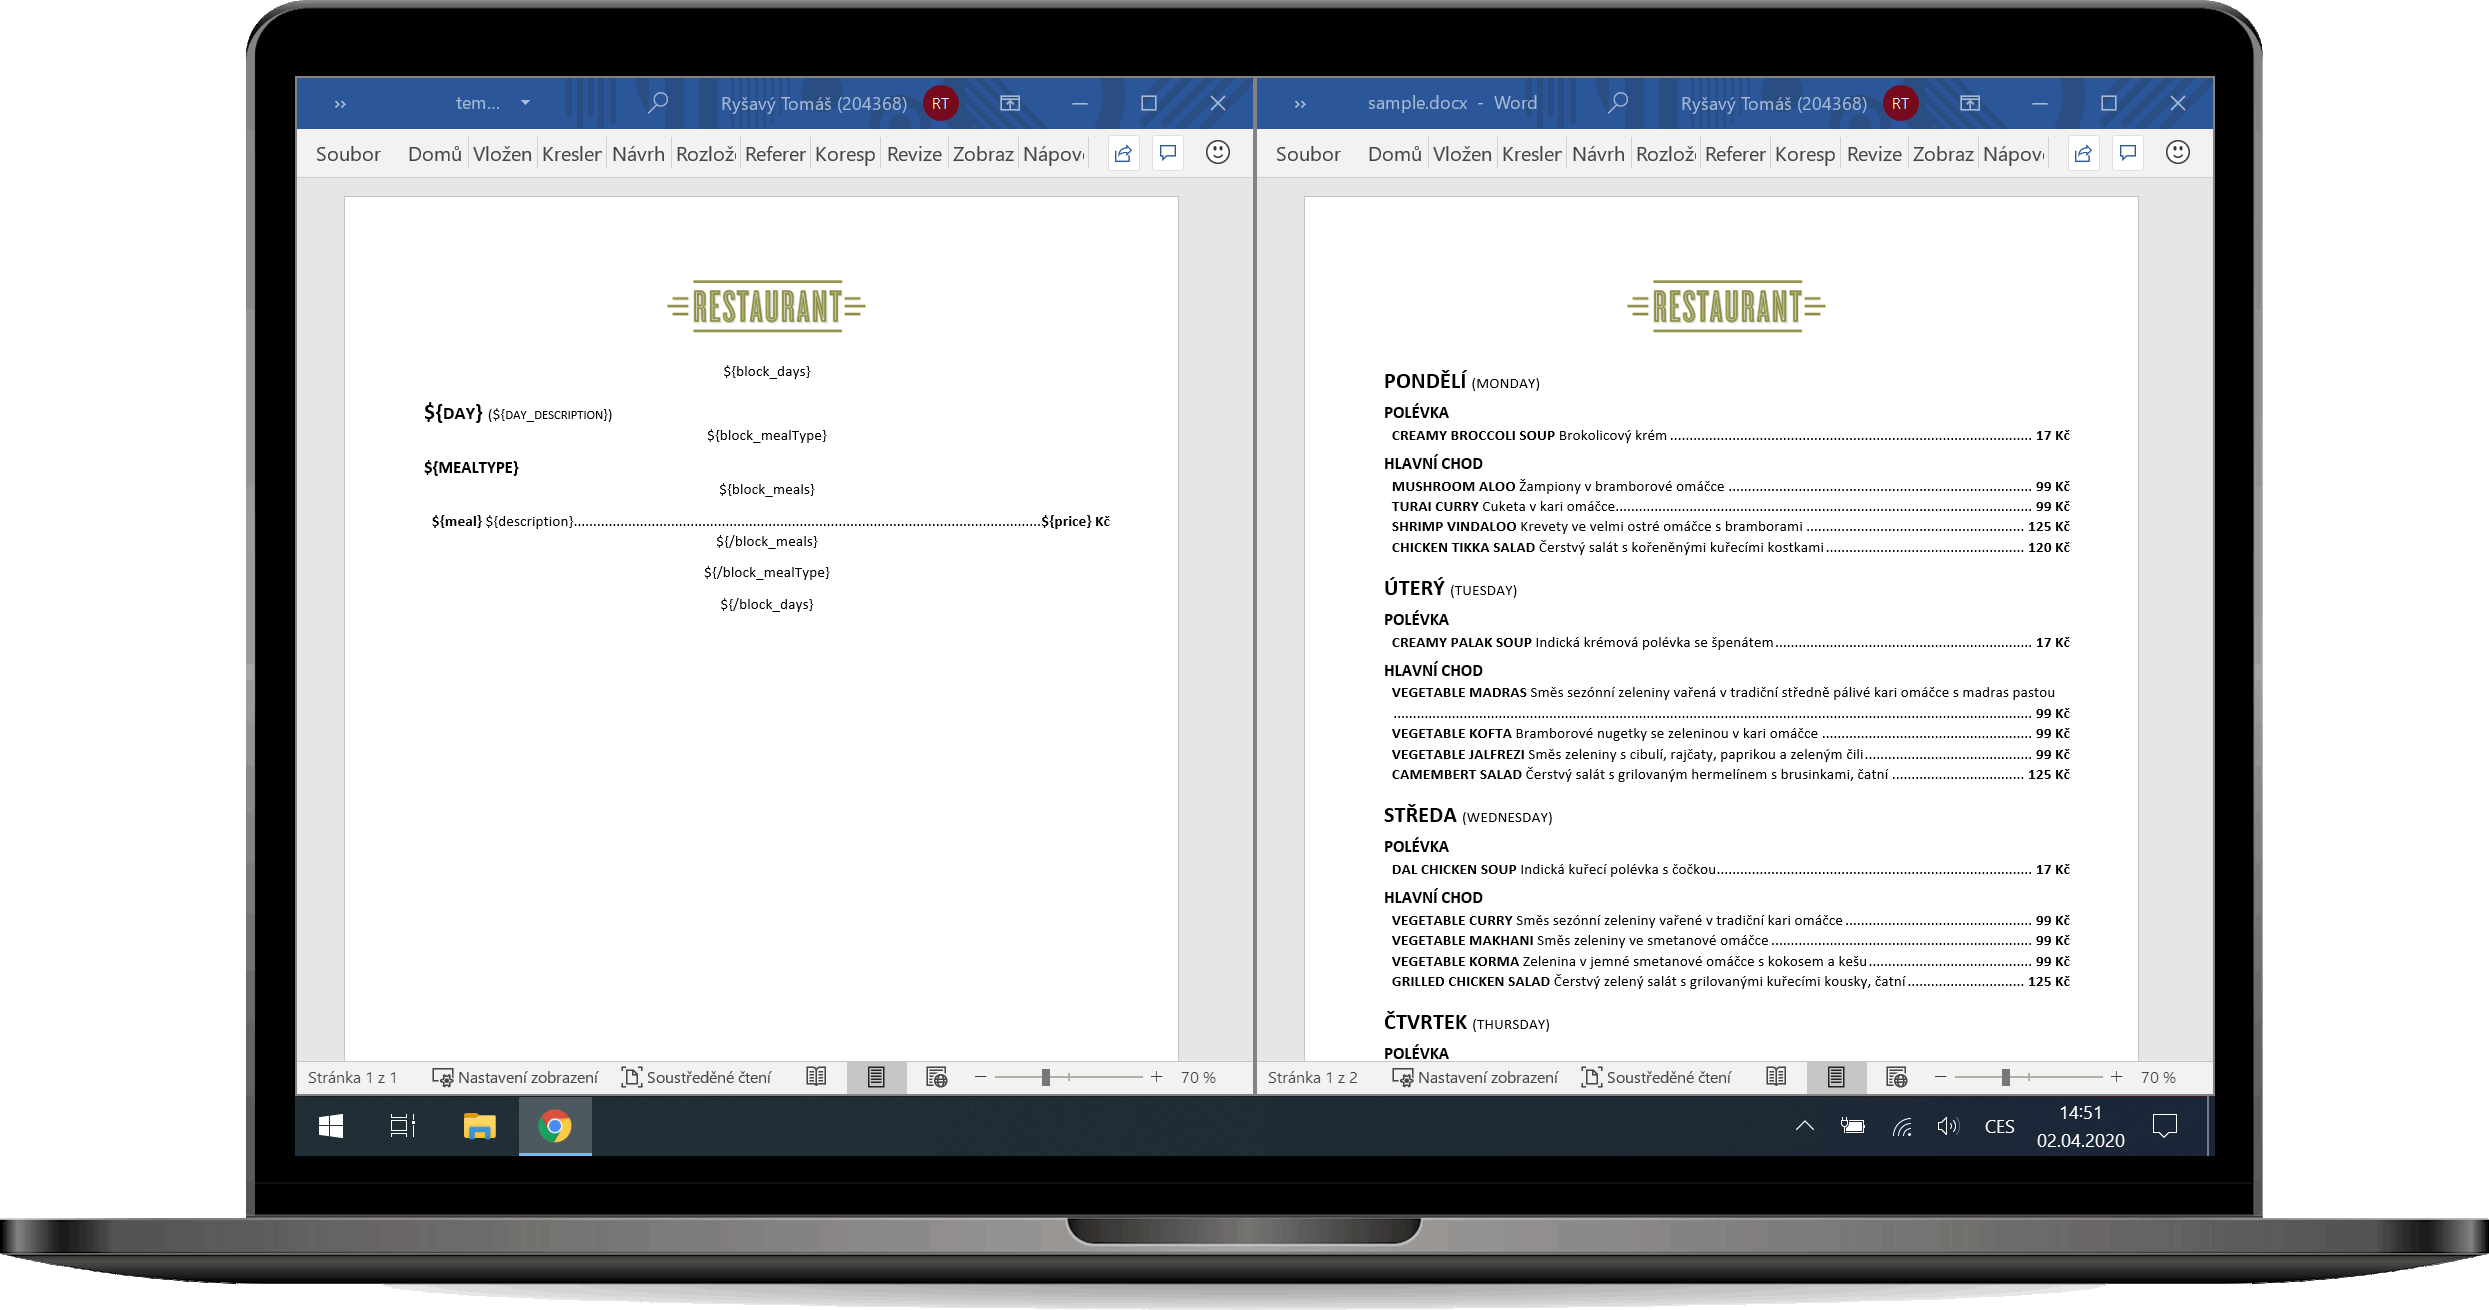 tem...
Ryšavý Tomáš (204368)
RT
Soubor Domů Vložen Kresler Návrh Rozlož Referer Koresp Revize Zobraz Nápov
RESTAURANT
${block_days}
${DAY} (${DAY_DESCRIPTION})
${block_mealType}
${MEALTYPE}
${block_meals}
${meal} ${description}........................................................................................................................${price} Kč
${/block_meals}
${/block_mealType}
${/block_days}
Stránka 1 z 1 Nastavení zobrazení Soustředěné čtení 70 %
sample.docx - Word
Ryšavý Tomáš (204368)
RT
Soubor Domů Vložen Kresler Návrh Rozlož Referer Koresp Revize Zobraz Nápov
RESTAURANT
PONDĚLÍ (MONDAY)
POLÉVKA
CREAMY BROCCOLI SOUP Brokolicový krém ............................................................................................. 17 Kč
HLAVNÍ CHOD
MUSHROOM ALOO Žampiony v bramborové omáčce .............................................................................. 99 Kč
TURAI CURRY Cuketa v kari omáčce........................................................................................................... 99 Kč
SHRIMP VINDALOO Krevety ve velmi ostré omáčce s bramborami ........................................................ 125 Kč
CHICKEN TIKKA SALAD Čerstvý salát s kořeněnými kuřecími kostkami................................................... 120 Kč
ÚTERÝ (TUESDAY)
POLÉVKA
CREAMY PALAK SOUP Indická krémová polévka se špenátem.................................................................. 17 Kč
HLAVNÍ CHOD
VEGETABLE MADRAS Směs sezónní zeleniny vařená v tradiční středně pálivé kari omáčce s madras pastou
.................................................................................................................................................................... 99 Kč
VEGETABLE KOFTA Bramborové nugetky se zeleninou v kari omáčce ...................................................... 99 Kč
VEGETABLE JALFREZI Směs zeleniny s cibulí, rajčaty, paprikou a zeleným čili........................................... 99 Kč
CAMEMBERT SALAD Čerstvý salát s grilovaným hermelínem s brusinkami, čatní .................................. 125 Kč
STŘEDA (WEDNESDAY)
POLÉVKA
DAL CHICKEN SOUP Indická kuřecí polévka s čočkou................................................................................. 17 Kč
HLAVNÍ CHOD
VEGETABLE CURRY Směs sezónní zeleniny vařené v tradiční kari omáčce ................................................ 99 Kč
VEGETABLE MAKHANI Směs zeleniny ve smetanové omáčce ................................................................... 99 Kč
VEGETABLE KORMA Zelenina v jemné smetanové omáčce s kokosem a kešu.......................................... 99 Kč
GRILLED CHICKEN SALAD Čerstvý zelený salát s grilovanými kuřecími kousky, čatní .............................. 125 Kč
ČTVRTEK (THURSDAY)
POLÉVKA
Stránka 1 z 2 Nastavení zobrazení Soustředěné čtení 70 %
CES
14:51
02.04.2020